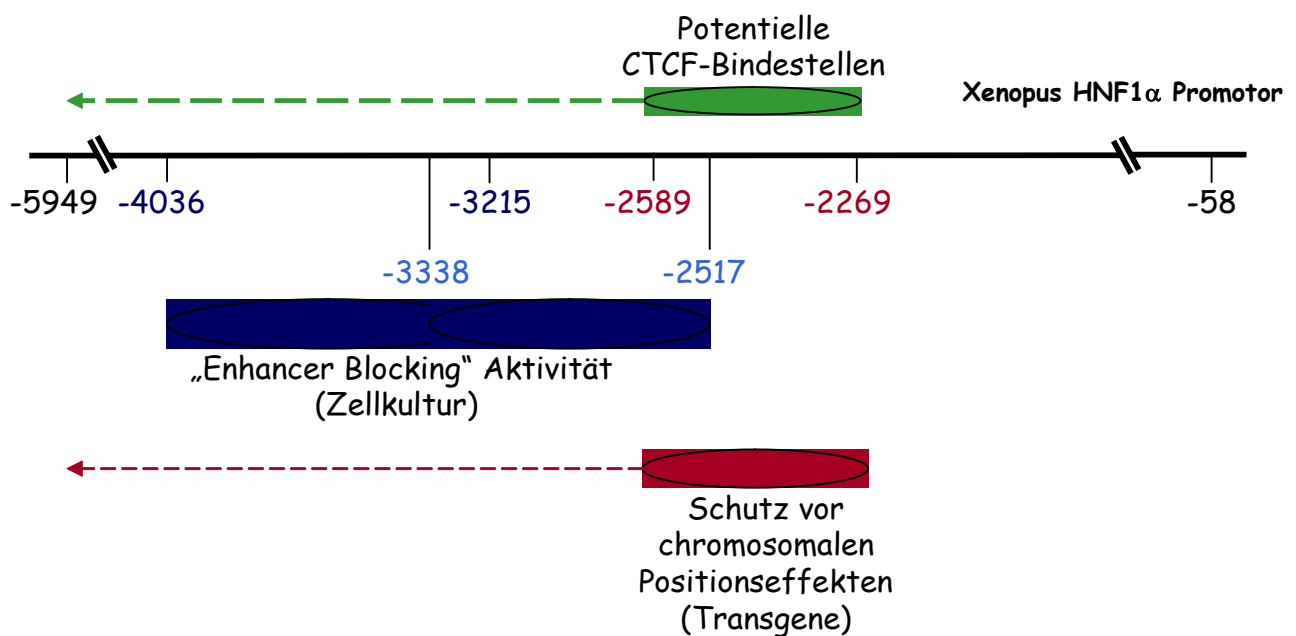 Potentielle
CTCF-Bindestellen
Xenopus HNF1α Promotor
-5949 -4036 -3215 -2589 -2269 -58
-3338 -2517
„Enhancer Blocking“ Aktivität
(Zellkultur)
Schutz vor
chromosomalen
Positionseffekten
(Transgene)